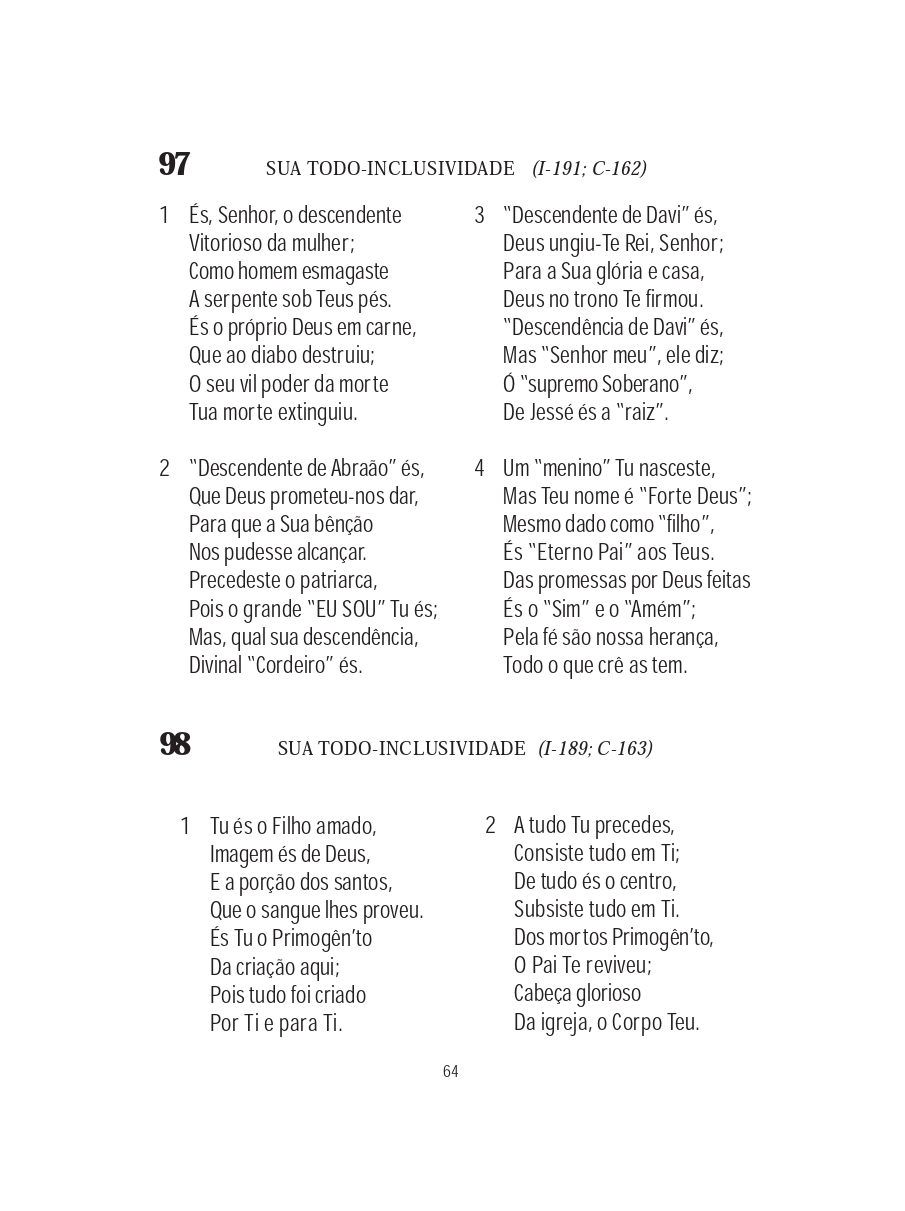 97 SUA TODO-INCLUSIVIDADE (I-191; C-162)
1 És, Senhor, o descendente
Vitorioso da mulher;
Como homem esmagaste
A serpente sob Teus pés.
És o próprio Deus em carne,
Que ao diabo destruiu;
O seu vil poder da morte
Tua morte extinguiu.
2 “Descendente de Abraão” és,
Que Deus prometeu-nos dar,
Para que a Sua bênção
Nos pudesse alcançar.
Precedeste o patriarca,
Pois o grande “EU SOU” Tu és;
Mas, qual sua descendência,
Divinal “Cordeiro” és.
3 “Descendente de Davi” és,
Deus ungiu-Te Rei, Senhor;
Para a Sua glória e casa,
Deus no trono Te firmou.
“Descendência de Davi” és,
Mas “Senhor meu”, ele diz;
Ó “supremo Soberano”,
De Jessé és a “raiz”.
4 Um “menino” Tu nasceste,
Mas Teu nome é “Forte Deus”;
Mesmo dado como “filho”,
És “Eterno Pai” aos Teus.
Das promessas por Deus feitas
És o “Sim” e o “Amém”;
Pela fé são nossa herança,
Todo o que crê as tem.
98 SUA TODO-INCLUSIVIDADE (I-189; C-163)
1 Tu és o Filho amado,
Imagem és de Deus,
E a porção dos santos,
Que o sangue lhes proveu.
És Tu o Primogên’to
Da criação aqui;
Pois tudo foi criado
Por Ti e para Ti.
2 A tudo Tu precedes,
Consiste tudo em Ti;
De tudo és o centro,
Subsiste tudo em Ti.
Dos mortos Primogên’to,
O Pai Te reviveu;
Cabeça glorioso
Da igreja, o Corpo Teu.
64